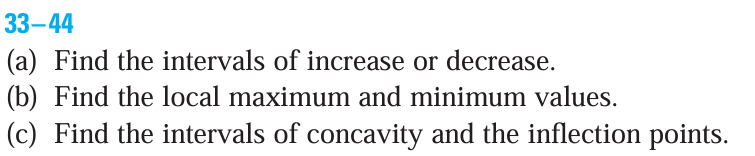 33–44
(a) Find the intervals of increase or decrease.
(b) Find the local maximum and minimum values.
(c) Find the intervals of concavity and the inflection points.